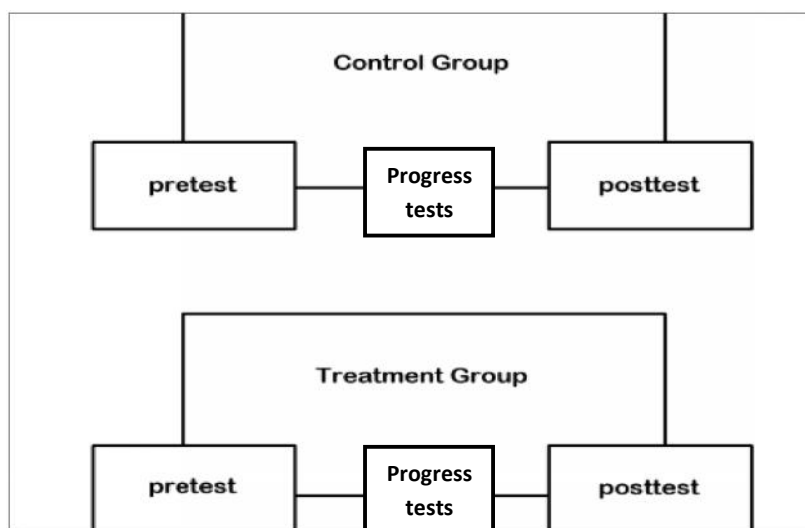 Control Group
pretest
Progress
tests
posttest
Treatment Group
pretest
Progress
tests
posttest